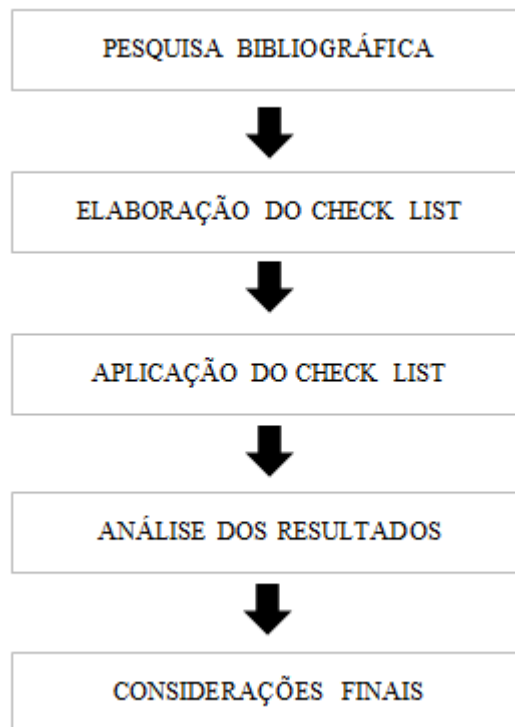 PESQUISA BIBLIOGRÁFICA
ELABORAÇÃO DO CHECK LIST
APLICAÇÃO DO CHECK LIST
ANÁLISE DOS RESULTADOS
CONSIDERAÇÕES FINAIS